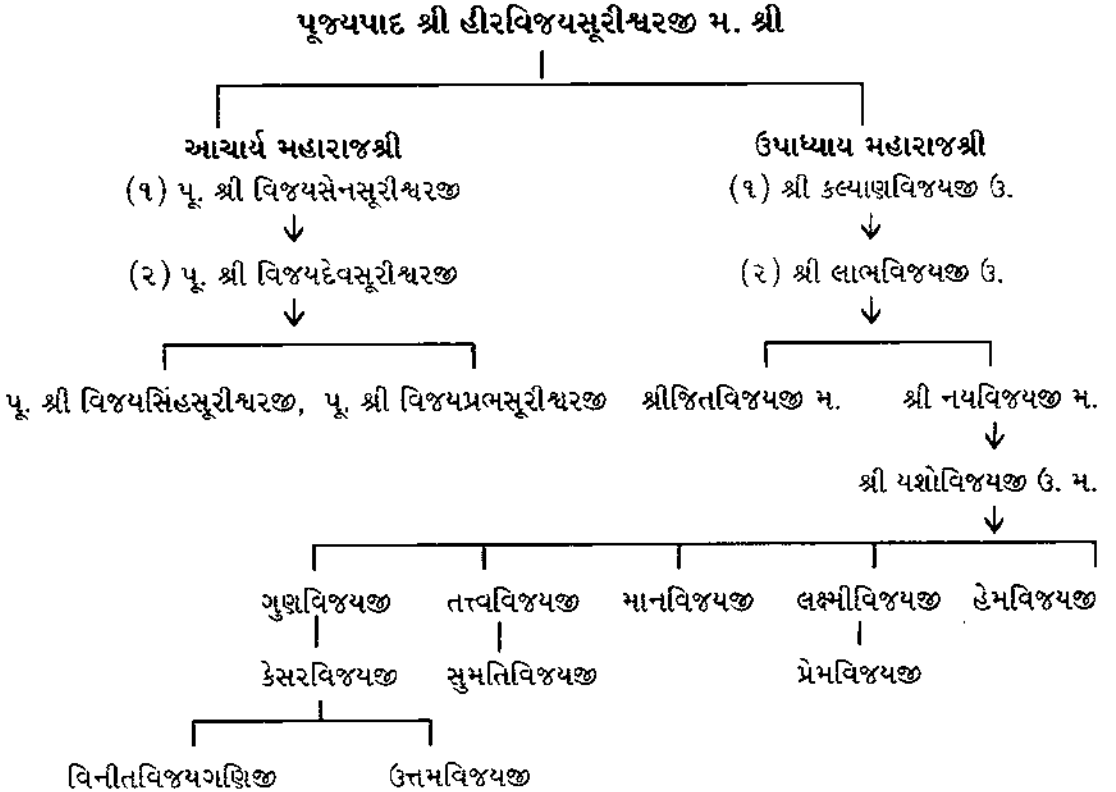 પૂજ્યપાદ શ્રી હીરવિજયસૂરીશ્વરજી મ. શ્રી
આચાર્ય મહારાજશ્રી ઉપાધ્યાય મહારાજશ્રી
(૧) પૂ. શ્રી વિજયસેનસૂરીશ્વરજી (૧) શ્રી કલ્યાણવિજયજી ઉ.
(૨) પૂ. શ્રી વિજયદેવસૂરીશ્વરજી (૨) શ્રી લાભવિજયજી ઉ.
પૂ. શ્રી વિજયસિંહસૂરીશ્વરજી, પૂ. શ્રી વિજયપ્રભસૂરીશ્વરજી શ્રીજિતવિજયજી મ. શ્રી નયવિજયજી મ.
શ્રી યશોવિજયજી ઉ. મ.
ગુણવિજયજી તત્ત્વવિજયજી માનવિજયજી લક્ષ્મીવિજયજી હેમવિજયજી
કેસરવિજયજી સુમતિવિજયજી પ્રેમવિજયજી
વિનીતવિજયગણિજી ઉત્તમવિજયજી